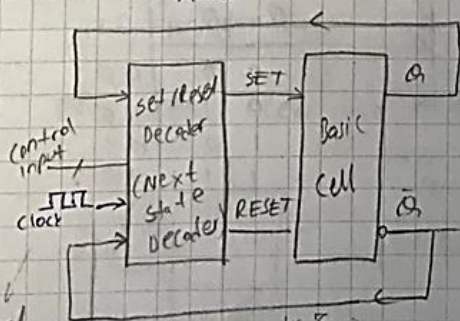 Set/Reset
Decoder
(Next
State
Decoder)
Control
input
Clock
SET
RESET
Basic
Cell
Q
Q̄